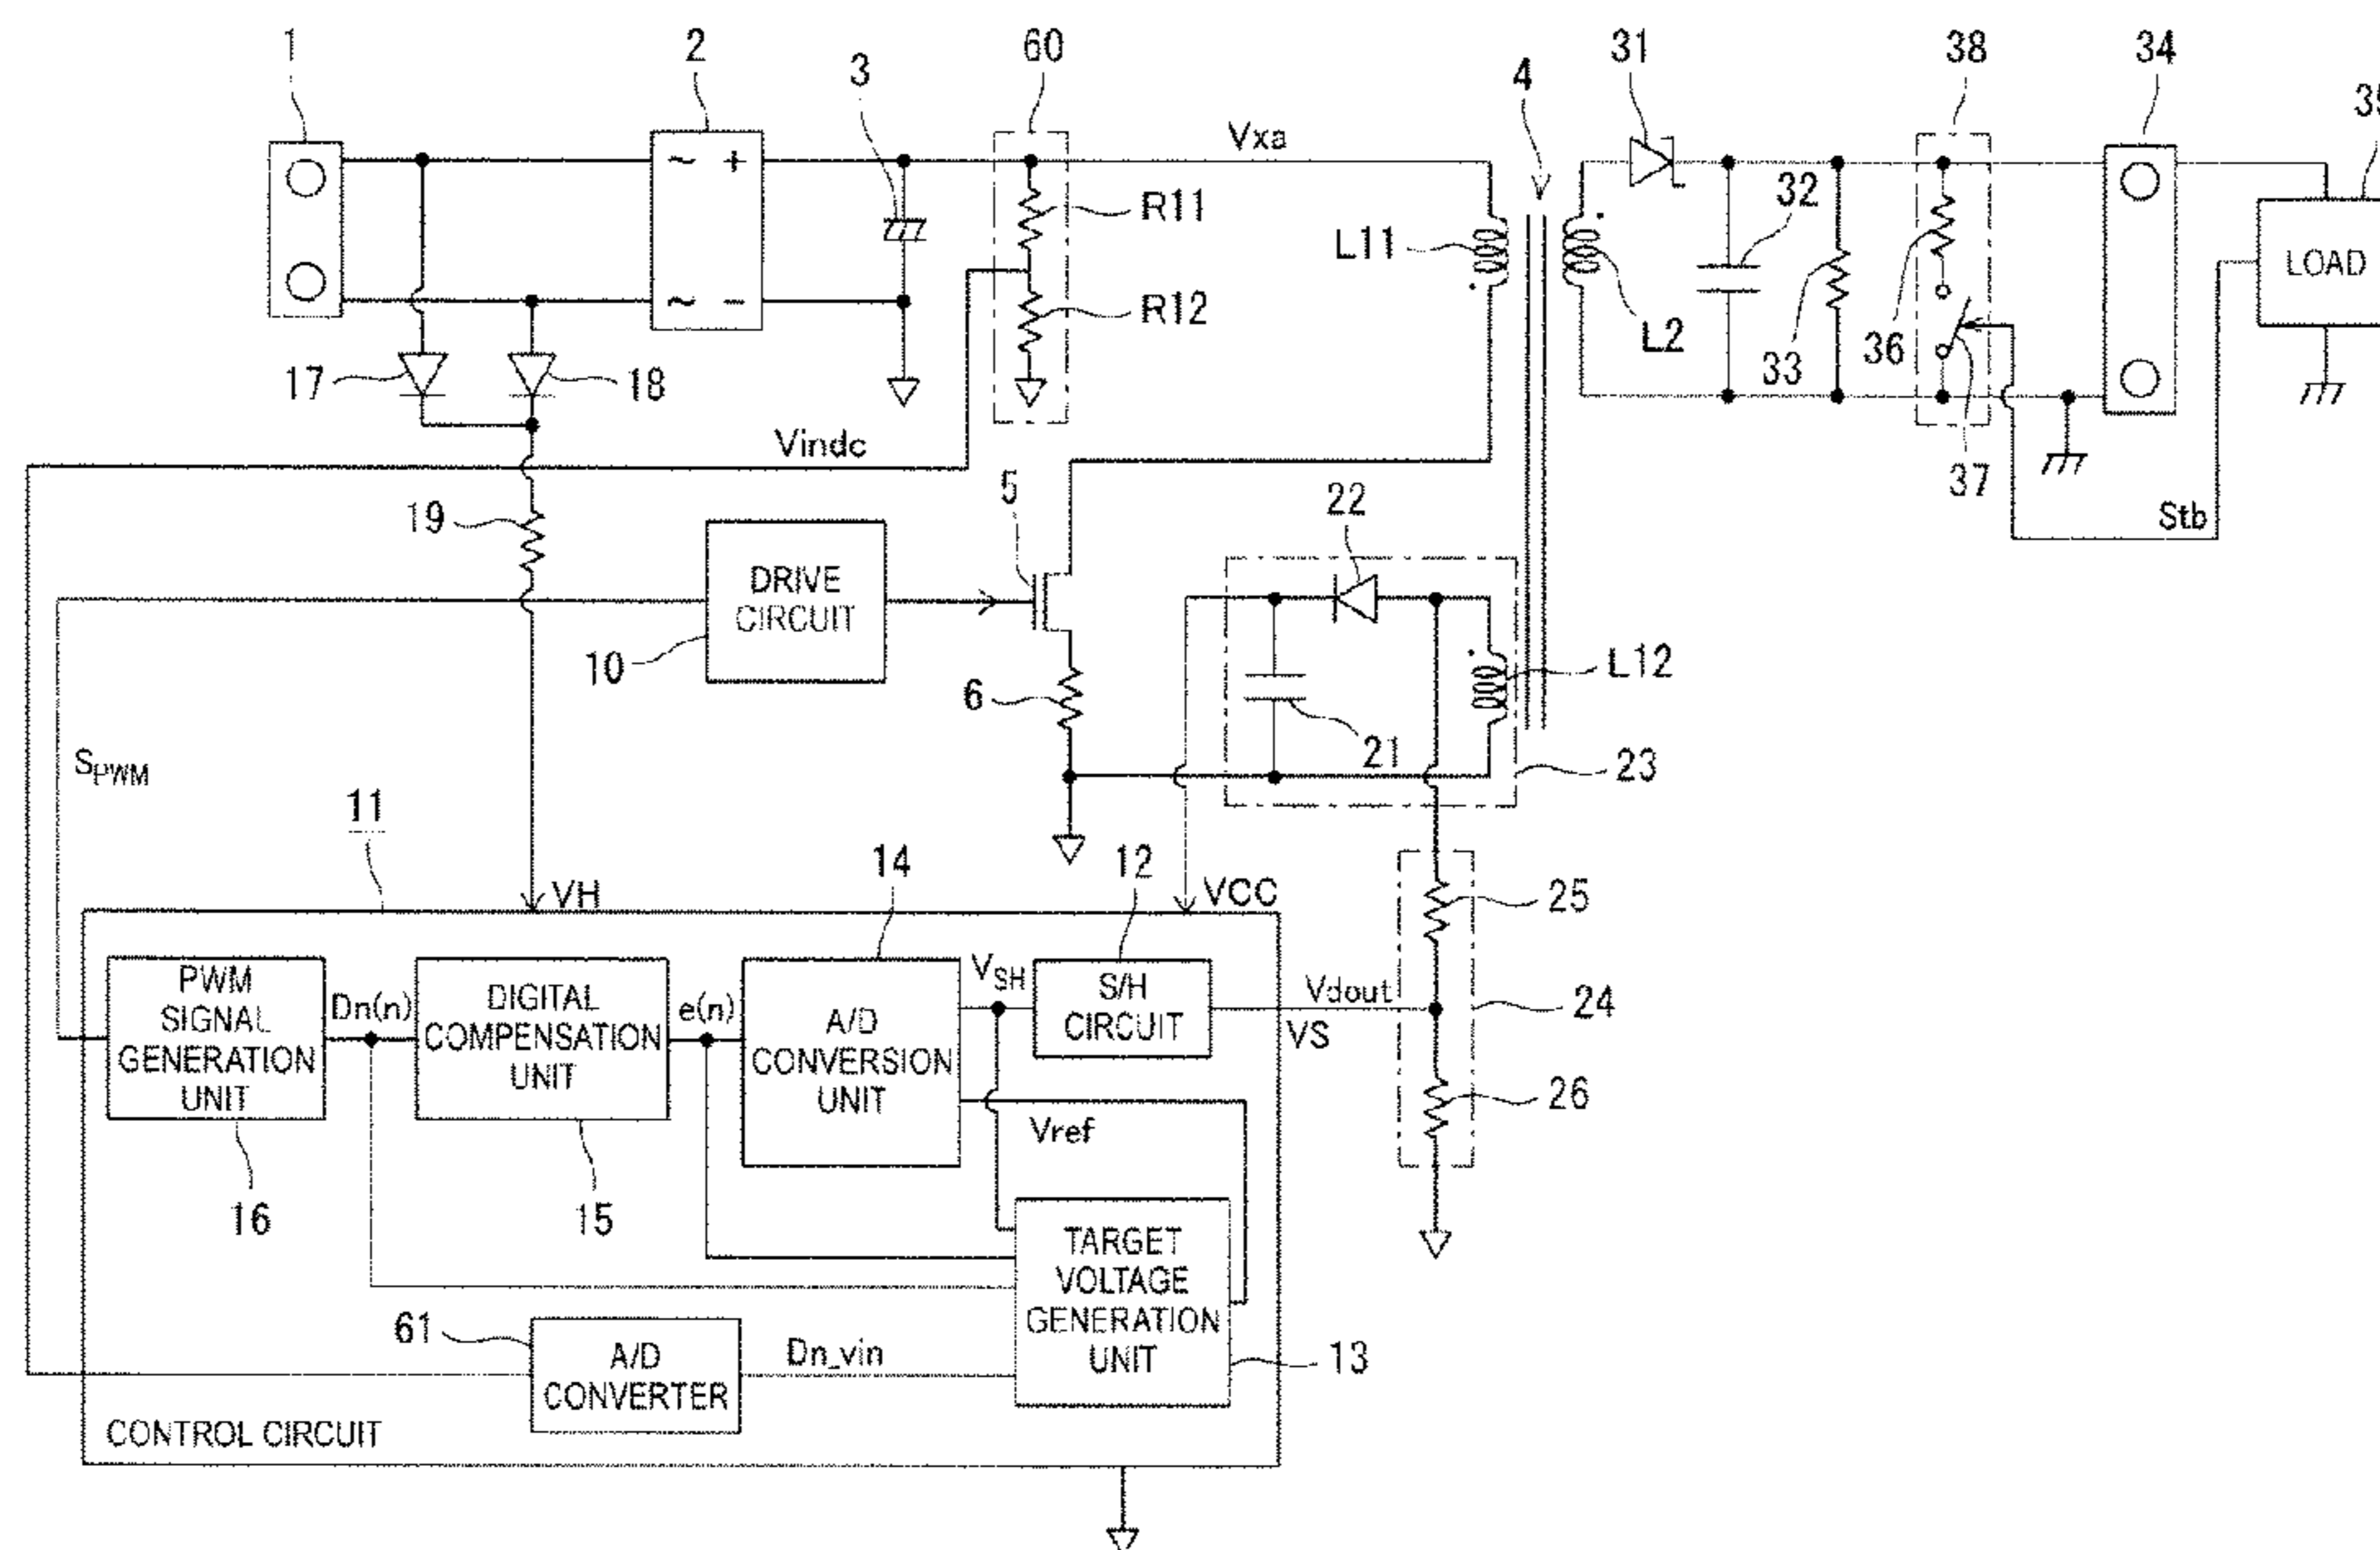 1
2
60
3
4
31
38
34
~ +
~ −
Vxa
R11
R12
L11
L2
32
33
36
37
LOAD
Stb
17
18
Vindc
19
5
22
DRIVE
CIRCUIT
10
6
21
L12
23
SPWM
11
VH
14
12
VCC
25
24
26
PWM
SIGNAL
GENERATION
UNIT
Dn(n)
DIGITAL
COMPENSATION
UNIT
e(n)
A/D
CONVERSION
UNIT
VSH
S/H
CIRCUIT
Vdout
VS
Vref
16
15
TARGET
VOLTAGE
GENERATION
UNIT
13
61
A/D
CONVERTER
Dn_vin
CONTROL CIRCUIT